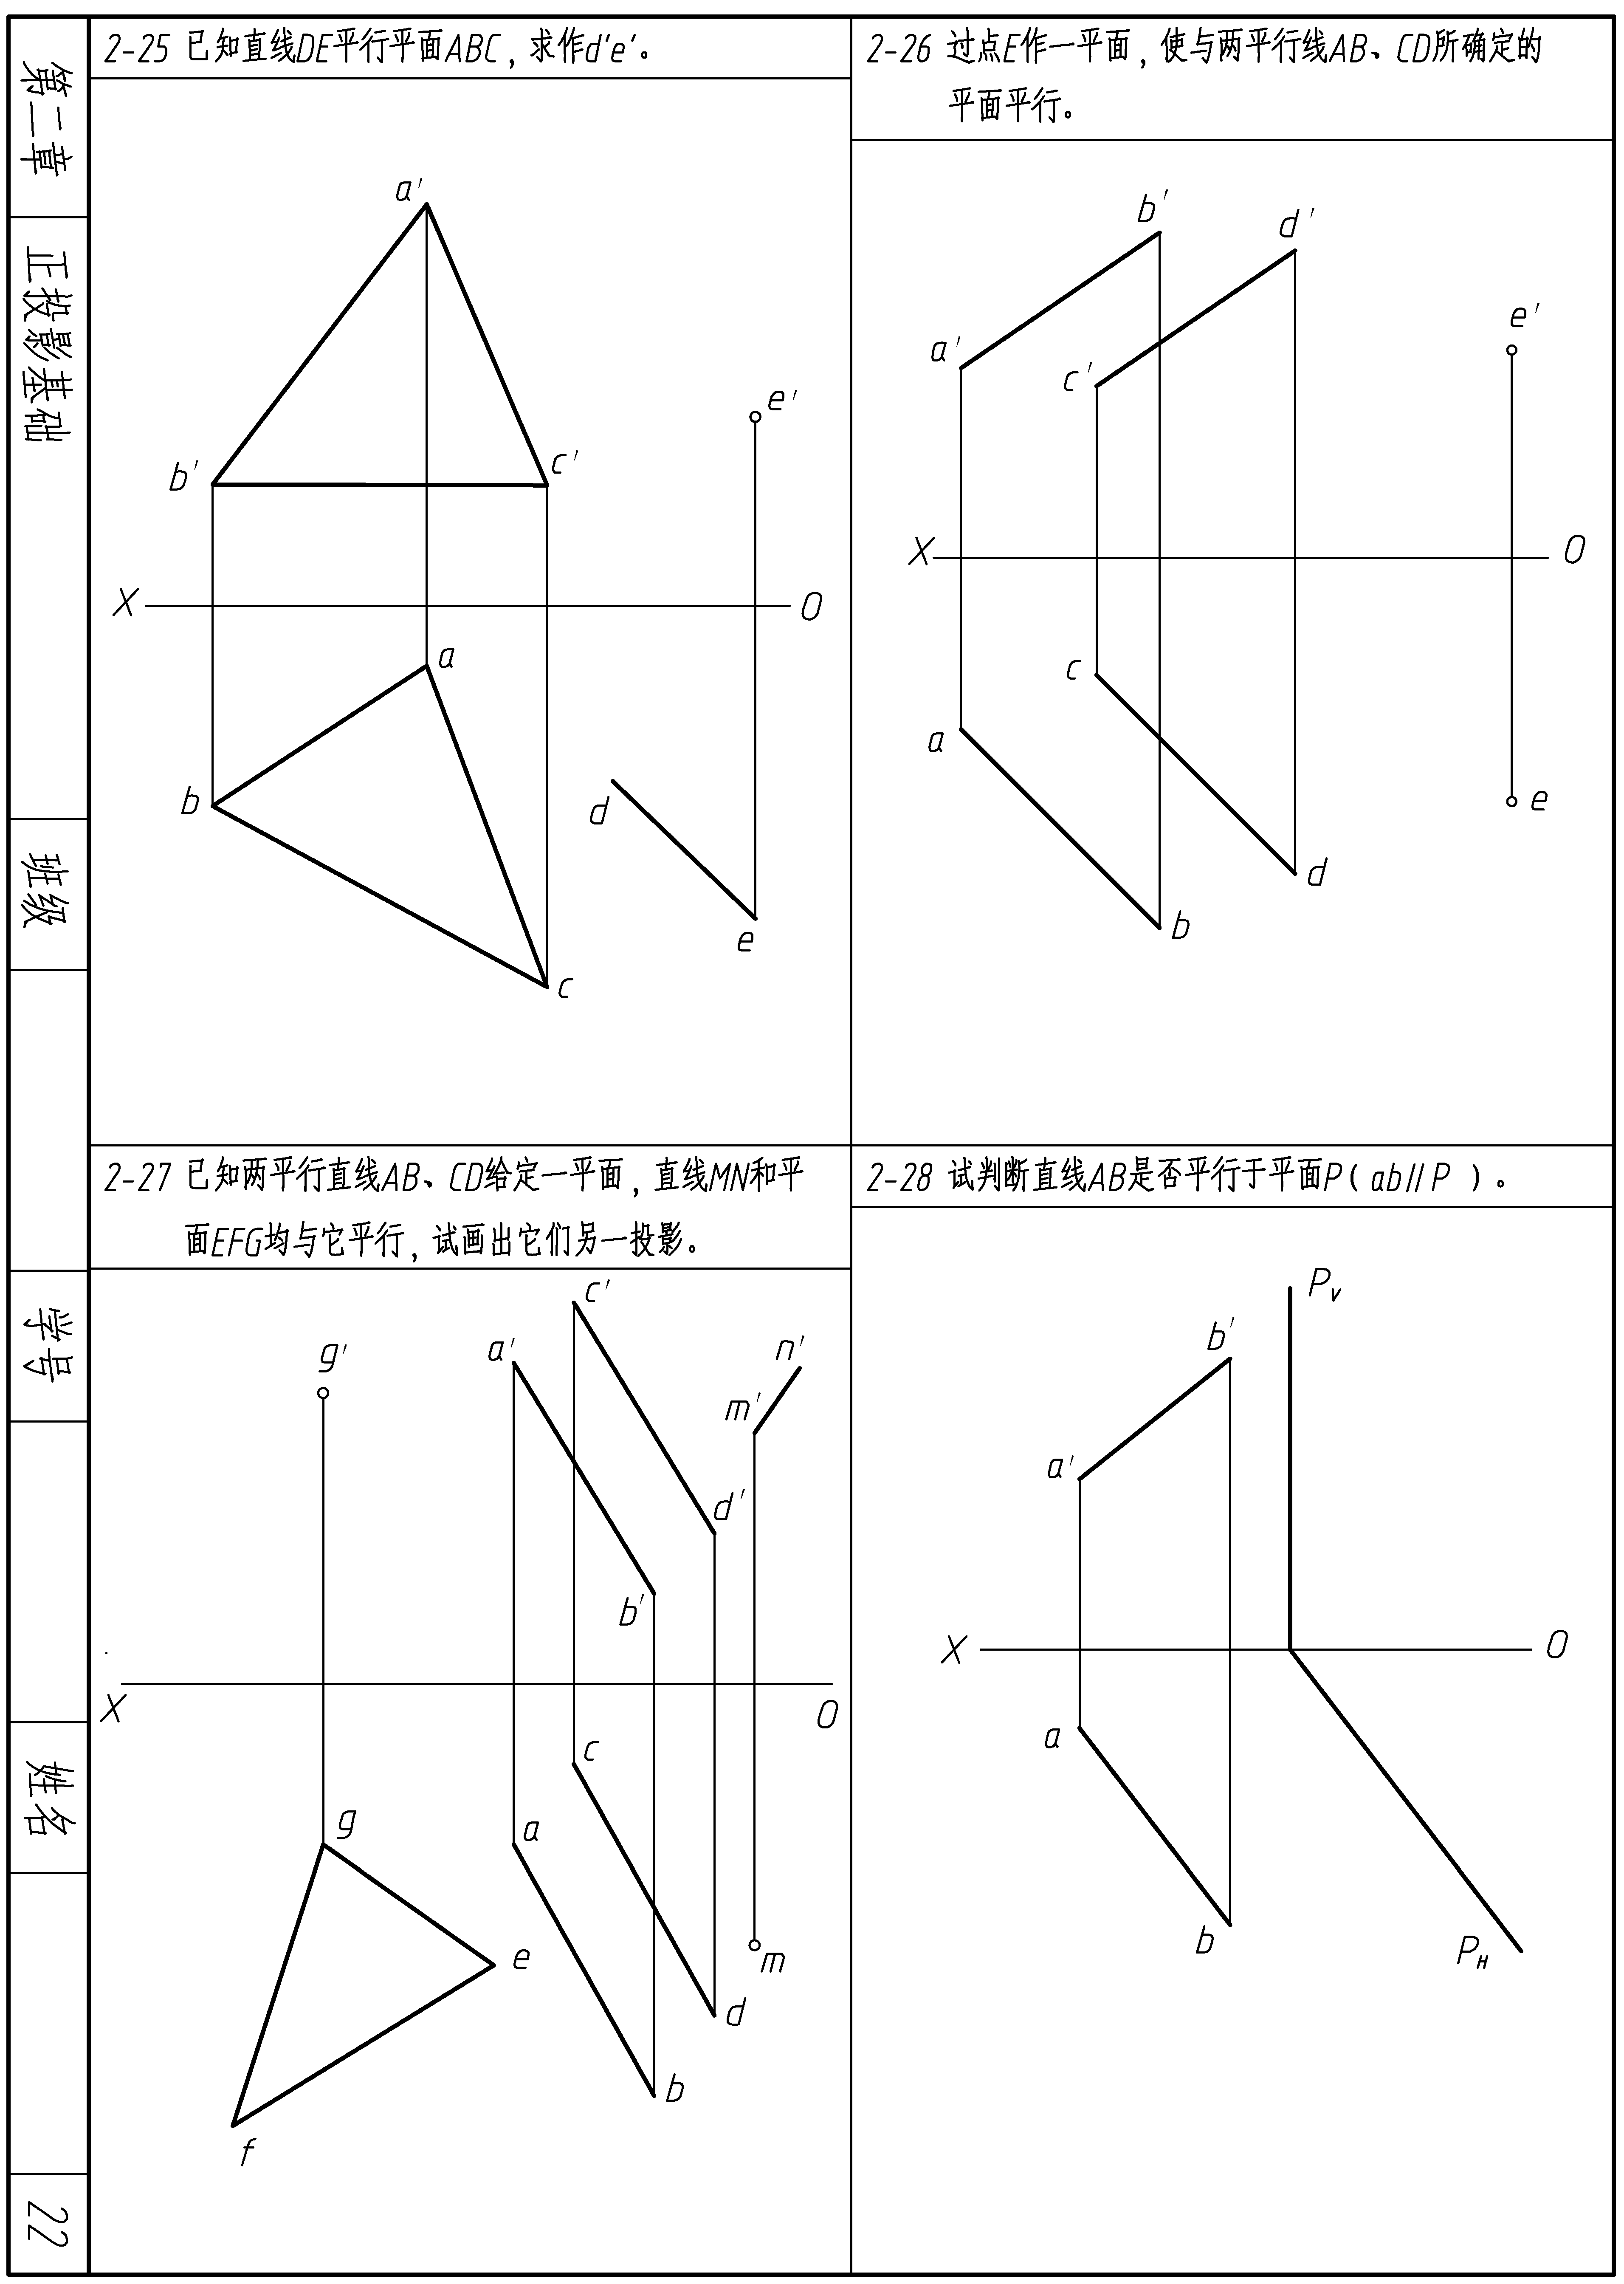 第二章
正投影基础
班级
学号
姓名
22
2-25 已知直线DE平行平面ABC，求作d'e'。
a'
b'
c'
e'
X
O
a
b
d
e
c
2-26 过点E作一平面，使与两平行线AB、CD所确定的
平面平行。
b'
d'
e'
a'
c'
X
O
c
a
e
d
b
2-27 已知两平行直线AB、CD给定一平面，直线MN和平
面EFG均与它平行，试画出它们另一投影。
c'
a'
n'
g'
m'
d'
b'
X
O
c
g
a
e
m
d
b
f
2-28 试判断直线AB是否平行于平面P（ab//P ）。
PV
b'
a'
X
O
a
b
PH